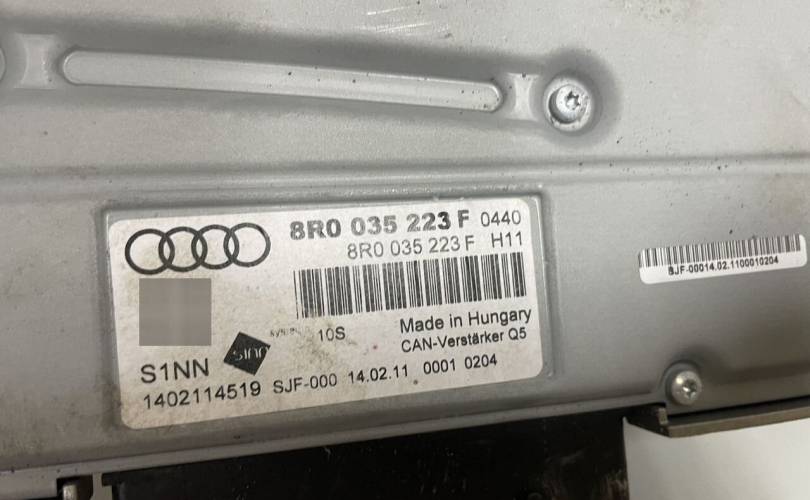 8R0 035 223 F 0440
8R0 035 223 F H11
10S
Made in Hungary
CAN-Verstärker Q5
S1NN
1402114519 SJF-000 14.02.11 0001 0204
SJF-00014.02.1100010204